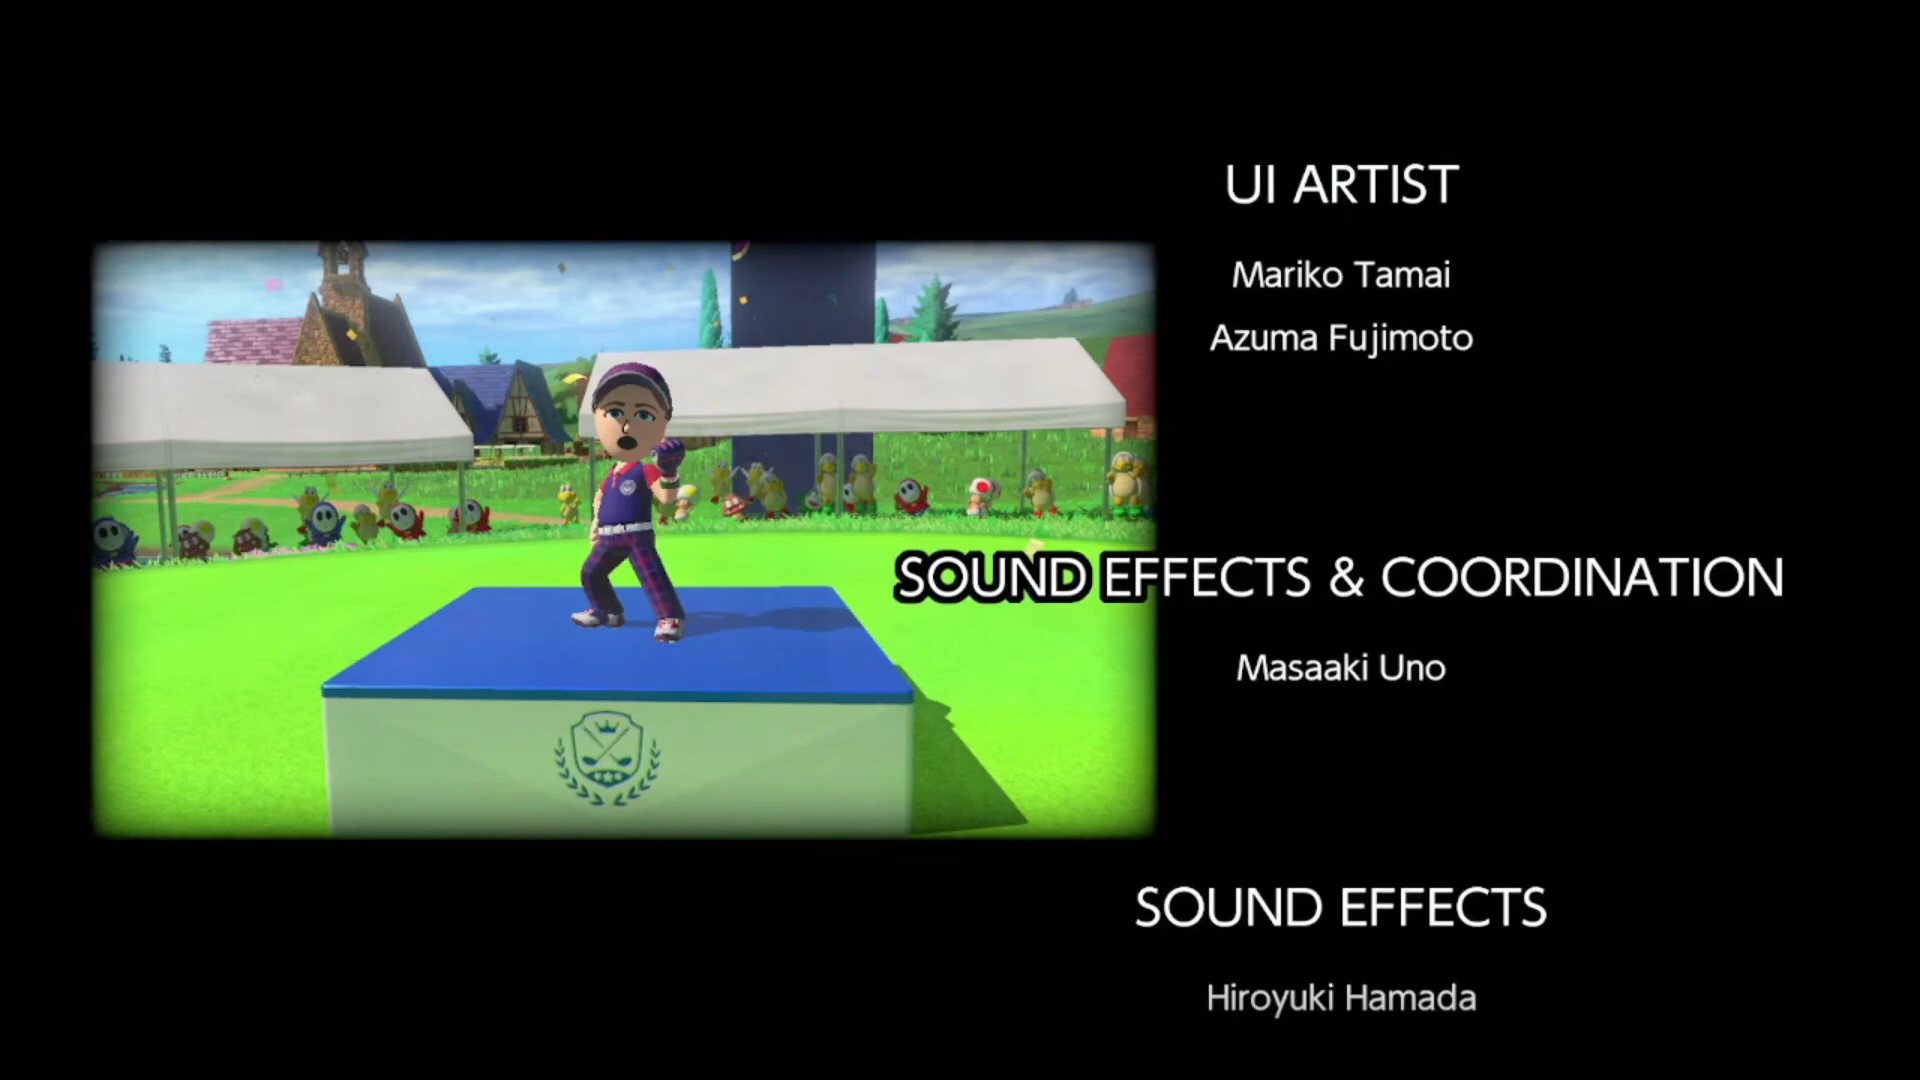 UI ARTIST
Mariko Tamai
Azuma Fujimoto
SOUND EFFECTS & COORDINATION
Masaaki Uno
SOUND EFFECTS
Hiroyuki Hamada